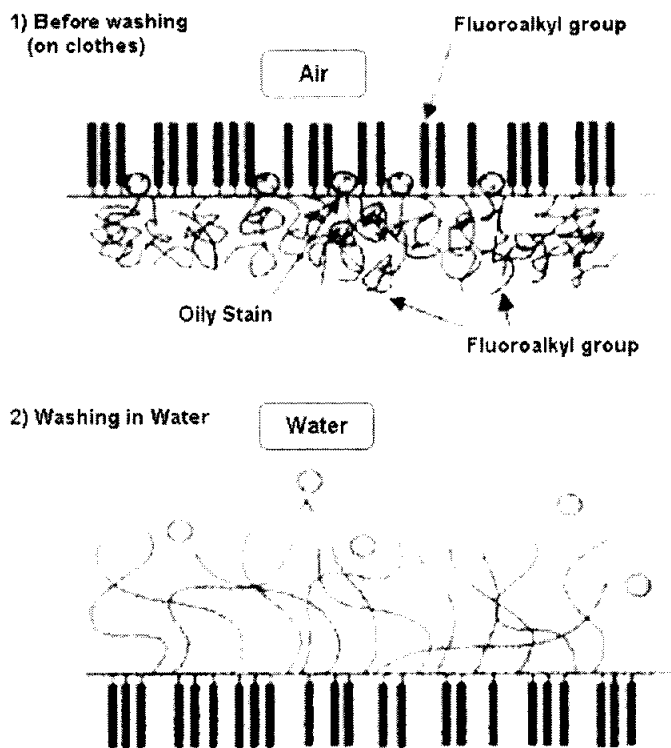 1) Before washing
(on clothes)
Fluoroalkyl group
Air
Oily Stain
Fluoroalkyl group
2) Washing in Water
Water